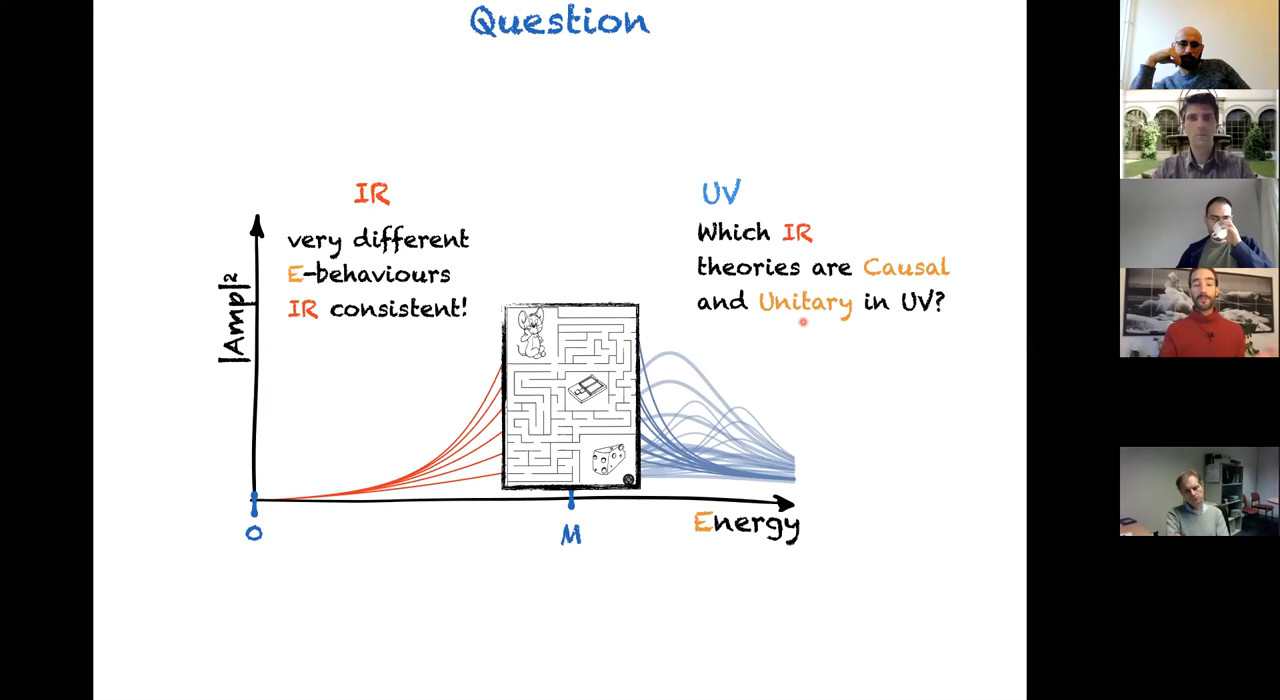 Question
IR
very different
E-behaviours
IR consistent!
UV
Which IR
theories are Causal
and Unitary in UV?
|Amp|²
O
M
Energy